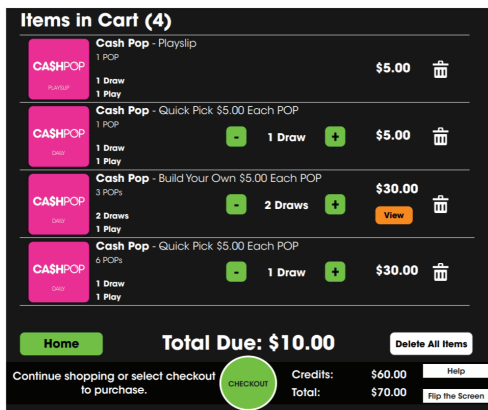 Items in Cart (4)
Cash Pop - Playslip
1 POP
CA$HPOP
PLAYSLIP
1 Draw
1 Play
$5.00
Cash Pop - Quick Pick $5.00 Each POP
1 POP
CA$HPOP
DAILY
1 Draw
1 Play
- 1 Draw +
$5.00
Cash Pop - Build Your Own $5.00 Each POP
3 POPs
CA$HPOP
DAILY
2 Draws
1 Play
- 2 Draws +
$30.00
View
Cash Pop - Quick Pick $5.00 Each POP
6 POPs
CA$HPOP
DAILY
1 Draw
1 Play
- 1 Draw +
$30.00
Home
Total Due: $10.00
Delete All Items
Continue shopping or select checkout
to purchase.
CHECKOUT
Credits: $60.00
Total: $70.00
Help
Flip the Screen